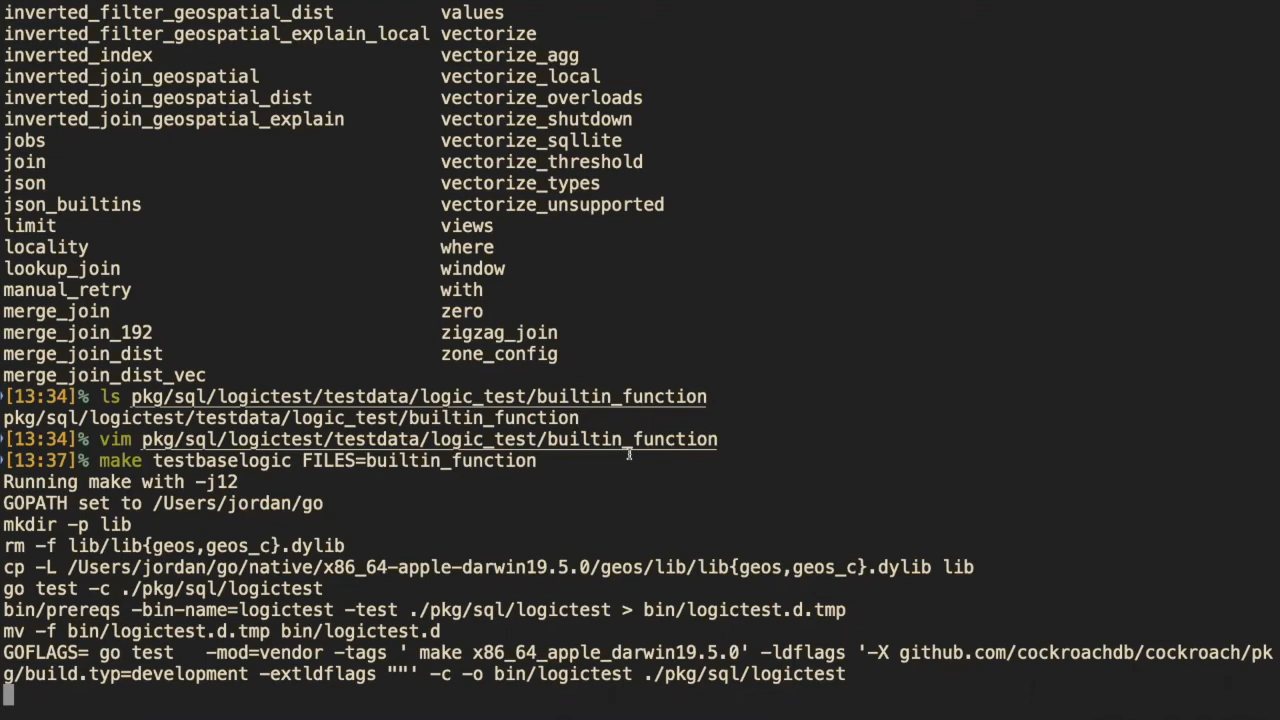 inverted_filter_geospatial_dist values
inverted_filter_geospatial_explain_local vectorize
inverted_index vectorize_agg
inverted_join_geospatial vectorize_local
inverted_join_geospatial_dist vectorize_overloads
inverted_join_geospatial_explain vectorize_shutdown
jobs vectorize_sqllite
join vectorize_threshold
json vectorize_types
json_builtins vectorize_unsupported
limit views
locality where
lookup_join window
manual_retry with
merge_join zero
merge_join_192 zigzag_join
merge_join_dist zone_config
merge_join_dist_vec
[13:34]% ls pkg/sql/logictest/testdata/logic_test/builtin_function
pkg/sql/logictest/testdata/logic_test/builtin_function
[13:34]% vim pkg/sql/logictest/testdata/logic_test/builtin_function
[13:37]% make testbaselogic FILES=builtin_function
Running make with -j12
GOPATH set to /Users/jordan/go
mkdir -p lib
rm -f lib/lib{geos,geos_c}.dylib
cp -L /Users/jordan/go/native/x86_64-apple-darwin19.5.0/geos/lib/lib{geos,geos_c}.dylib lib
go test -c ./pkg/sql/logictest
bin/prereqs -bin-name=logictest -test ./pkg/sql/logictest > bin/logictest.d.tmp
mv -f bin/logictest.d.tmp bin/logictest.d
GOFLAGS= go test   -mod=vendor -tags ' make x86_64_apple_darwin19.5.0' -ldflags '-X github.com/cockroachdb/cockroach/pk
g/build.typ=development -extldflags ""' -c -o bin/logictest ./pkg/sql/logictest